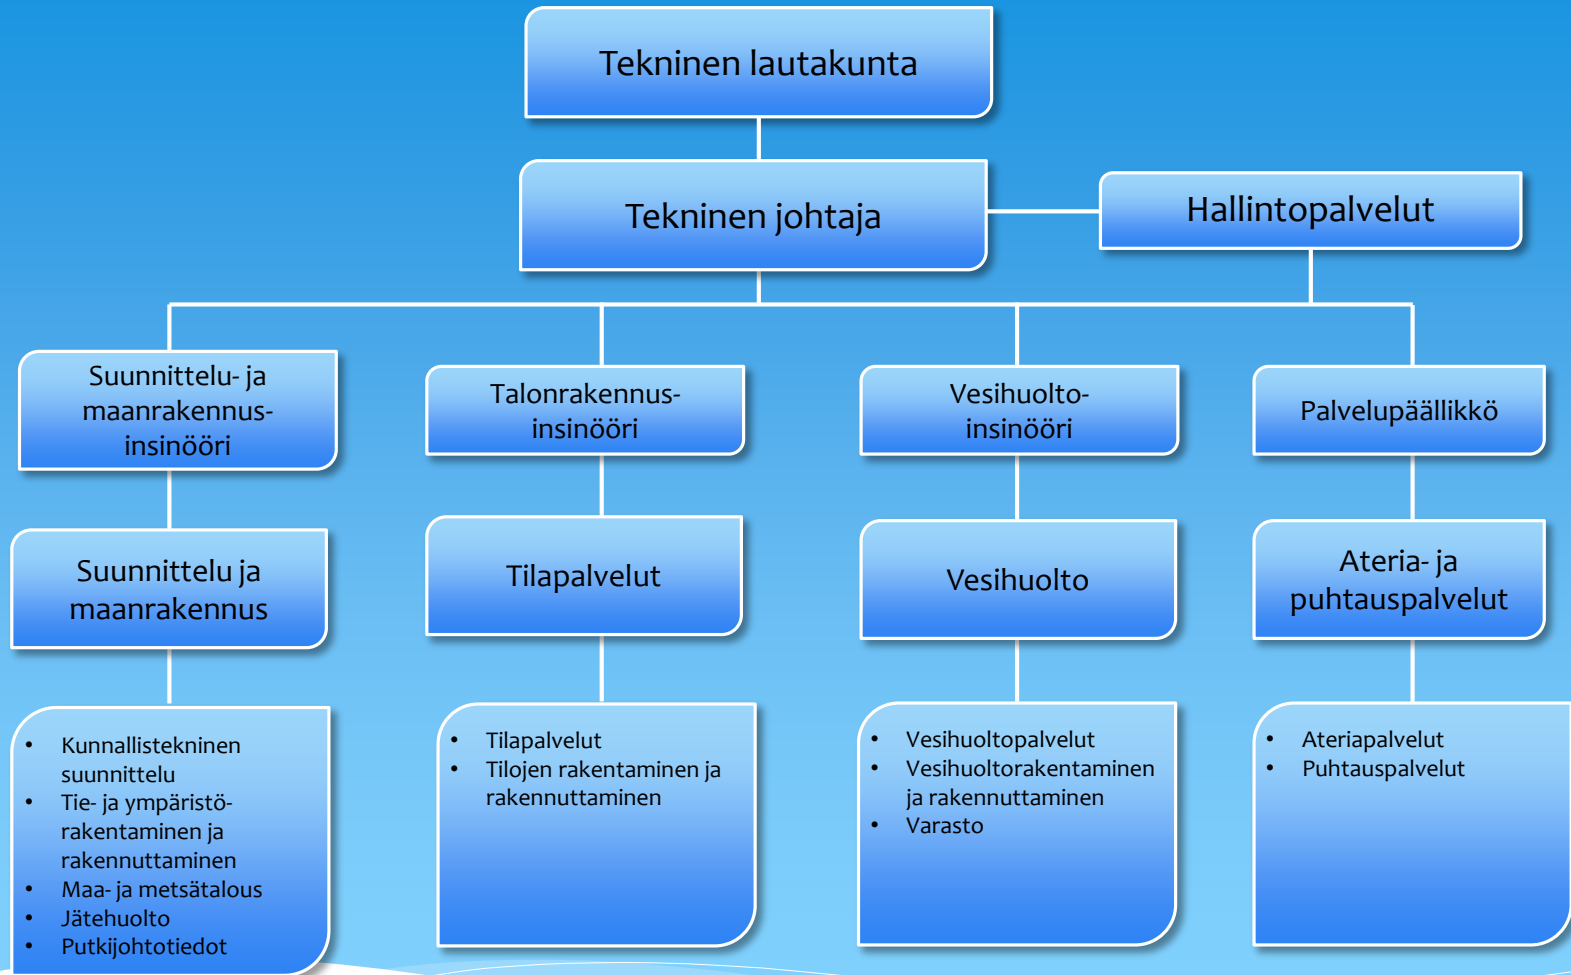 Tekninen lautakunta
Tekninen johtaja
Hallintopalvelut
Suunnittelu- ja
maanrakennus-
insinööri
Talonrakennus-
insinööri
Vesihuolto-
insinööri
Palvelupäällikkö
Suunnittelu ja
maanrakennus
Tilapalvelut
Vesihuolto
Ateria- ja
puhtauspalvelut
• Kunnallistekninen
suunnittelu
• Tie- ja ympäristö-
rakentaminen ja
rakennuttaminen
• Maa- ja metsätalous
• Jätehuolto
• Putkijohtotiedot
• Tilapalvelut
• Tilojen rakentaminen ja
rakennuttaminen
• Vesihuoltopalvelut
• Vesihuoltorakentaminen
ja rakennuttaminen
• Varasto
• Ateriapalvelut
• Puhtauspalvelut